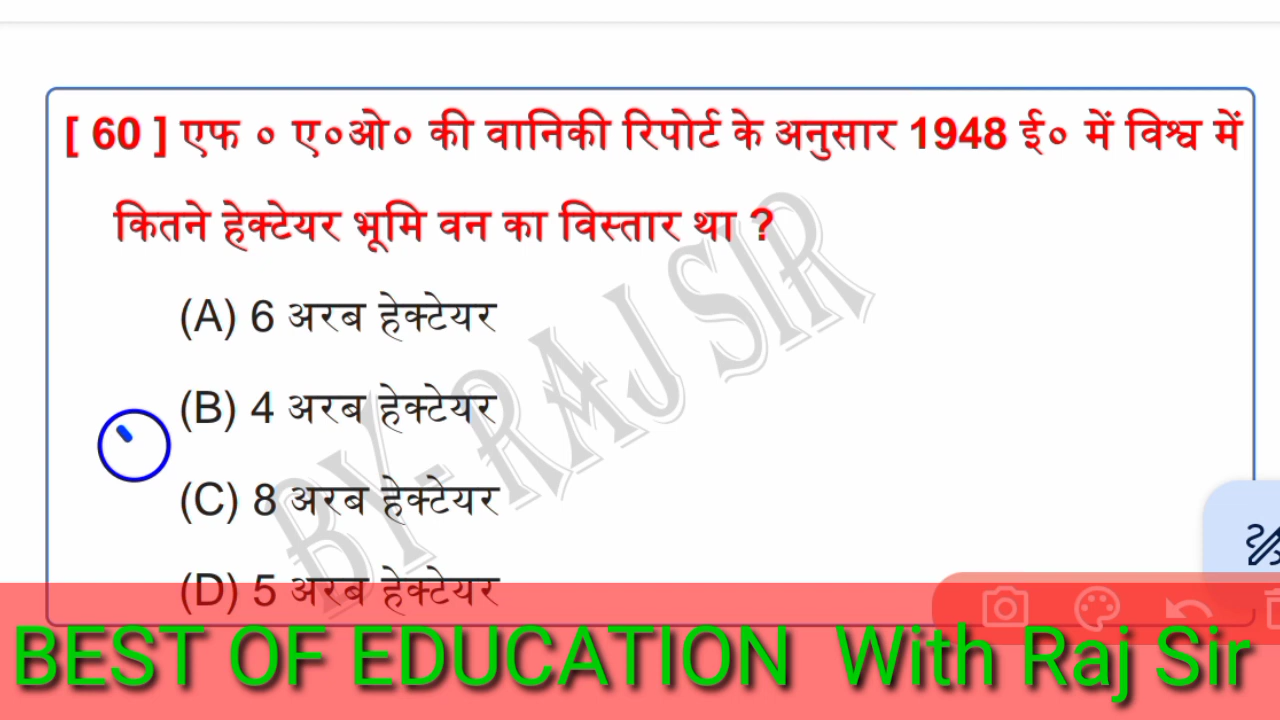 [ 60 ] एफ ० ए०ओ० की वानिकी रिपोर्ट के अनुसार 1948 ई० में विश्व में
कितने हेक्टेयर भूमि वन का विस्तार था ?
(A) 6 अरब हेक्टेयर
(B) 4 अरब हेक्टेयर
(C) 8 अरब हेक्टेयर
(D) 5 अरब हेक्टेयर
BY- RAJ SIR
BEST OF EDUCATION With Raj Sir